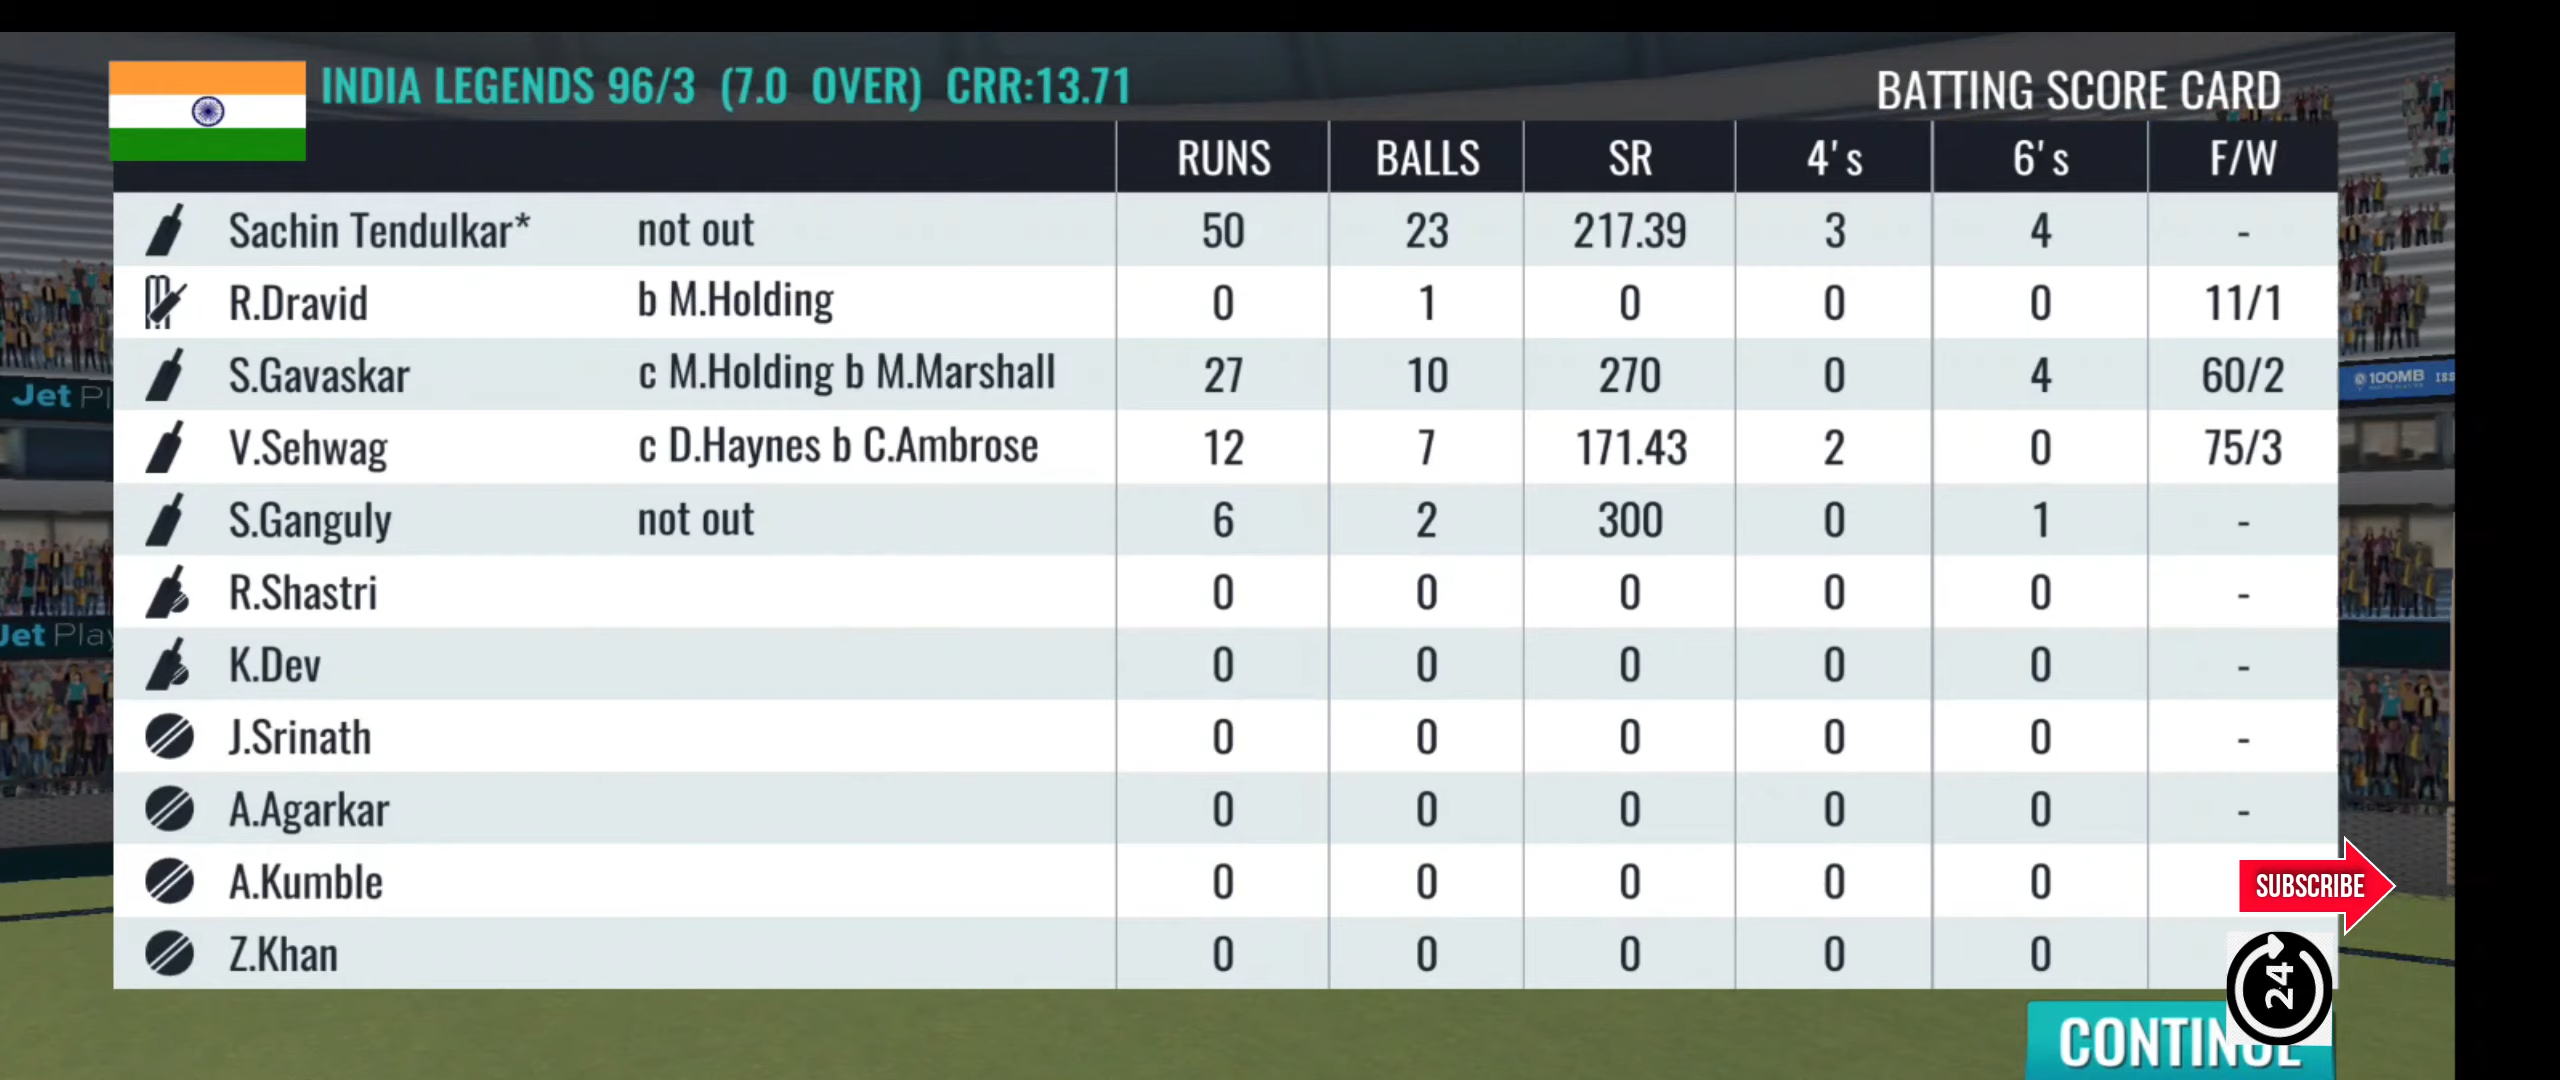 INDIA LEGENDS 96/3 (7.0 OVER) CRR:13.71
BATTING SCORE CARD
RUNS BALLS SR 4's 6's F/W
Sachin Tendulkar* not out 50 23 217.39 3 4 -
R.Dravid b M.Holding 0 1 0 0 0 11/1
S.Gavaskar c M.Holding b M.Marshall 27 10 270 0 4 60/2
V.Sehwag c D.Haynes b C.Ambrose 12 7 171.43 2 0 75/3
S.Ganguly not out 6 2 300 0 1 -
R.Shastri 0 0 0 0 0 -
K.Dev 0 0 0 0 0 -
J.Srinath 0 0 0 0 0 -
A.Agarkar 0 0 0 0 0 -
A.Kumble 0 0 0 0 0
Z.Khan 0 0 0 0 0
Jet Pl
Jet Play
100MB ISS
SUBSCRIBE
24
CONTINUE